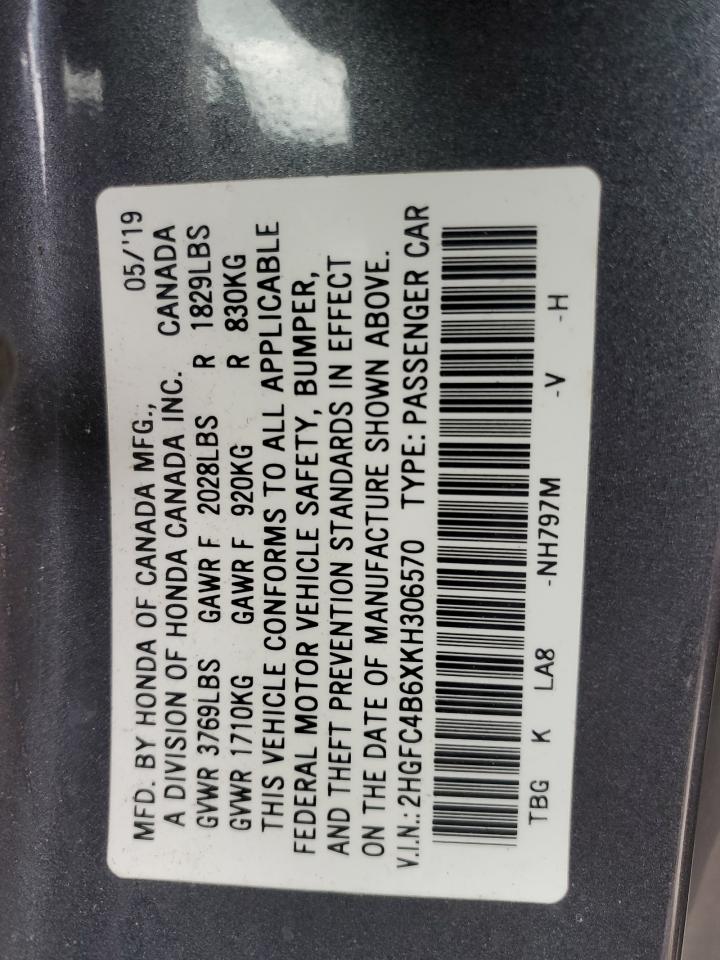 MFD. BY HONDA OF CANADA MFG., 05/'19
A DIVISION OF HONDA CANADA INC. CANADA
GVWR 3769LBS GAWR F 2028LBS R 1829LBS
GVWR 1710KG GAWR F 920KG R 830KG
THIS VEHICLE CONFORMS TO ALL APPLICABLE
FEDERAL MOTOR VEHICLE SAFETY, BUMPER,
AND THEFT PREVENTION STANDARDS IN EFFECT
ON THE DATE OF MANUFACTURE SHOWN ABOVE.
V.I.N.: 2HGFC4B6XKH306570 TYPE: PASSENGER CAR
TBG K LA8 -NH797M -V -H